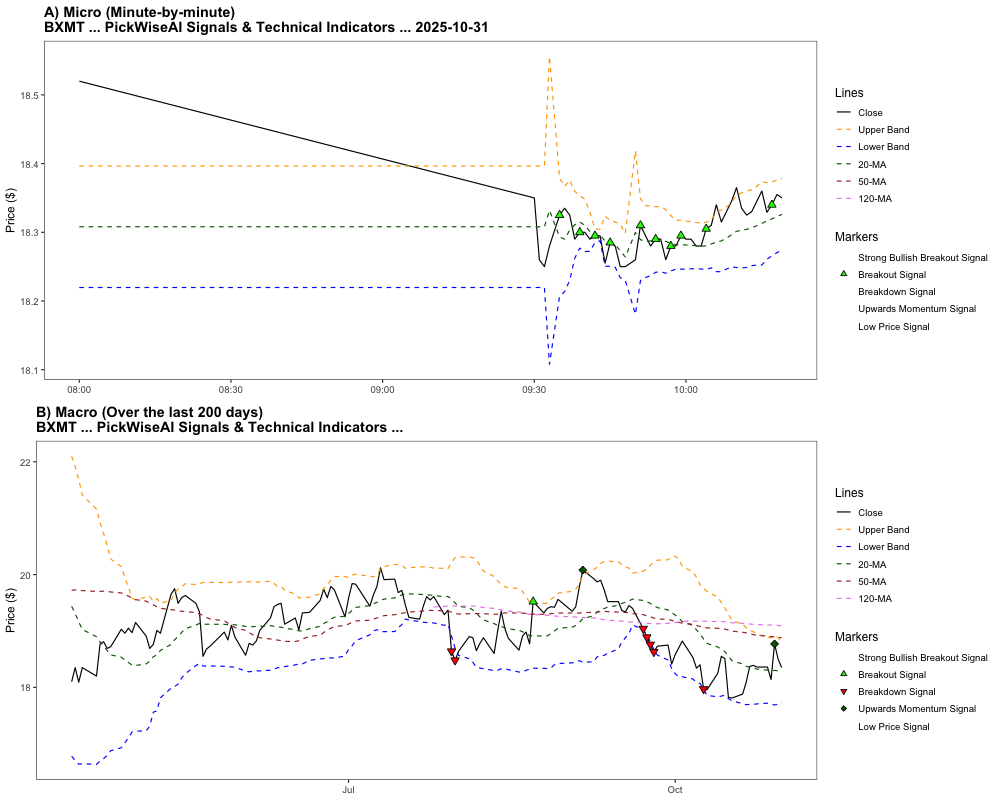 A) Micro (Minute-by-minute)
BXMT ... PickWiseAI Signals & Technical Indicators ... 2025-10-31
Price ($)
18.5
18.4
18.3
18.2
18.1
08:00
08:30
09:00
09:30
10:00
Lines
Close
Upper Band
Lower Band
20-MA
50-MA
120-MA
Markers
Strong Bullish Breakout Signal
Breakout Signal
Breakdown Signal
Upwards Momentum Signal
Low Price Signal
B) Macro (Over the last 200 days)
BXMT ... PickWiseAI Signals & Technical Indicators ...
Price ($)
22
20
18
Jul
Oct
Lines
Close
Upper Band
Lower Band
20-MA
50-MA
120-MA
Markers
Strong Bullish Breakout Signal
Breakout Signal
Breakdown Signal
Upwards Momentum Signal
Low Price Signal